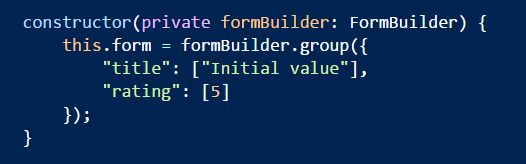 constructor(private formBuilder: FormBuilder) {
    this.form = formBuilder.group({
        "title": ["Initial value"],
        "rating": [5]
    });
}